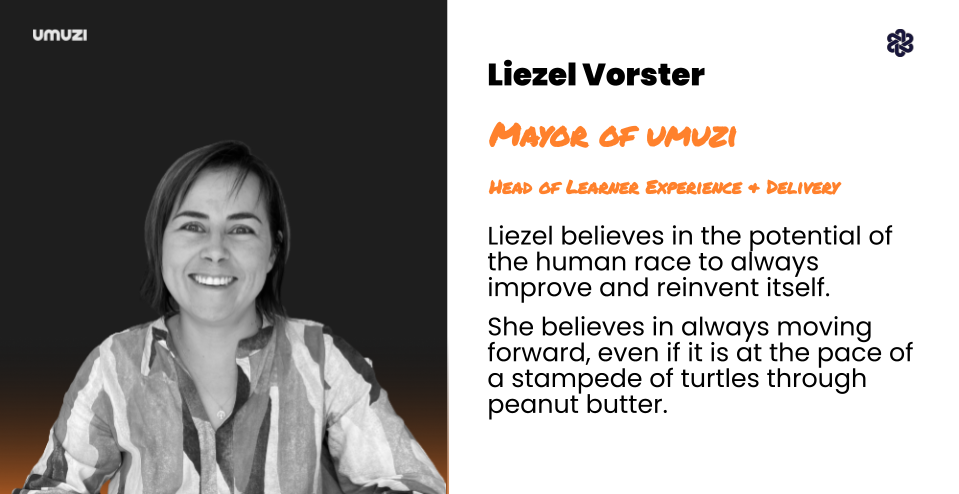 umuzi
Liezel Vorster
Mayor of umuzi
Head of Learner Experience & Delivery
Liezel believes in the potential of
the human race to always
improve and reinvent itself.
She believes in always moving
forward, even if it is at the pace of
a stampede of turtles through
peanut butter.